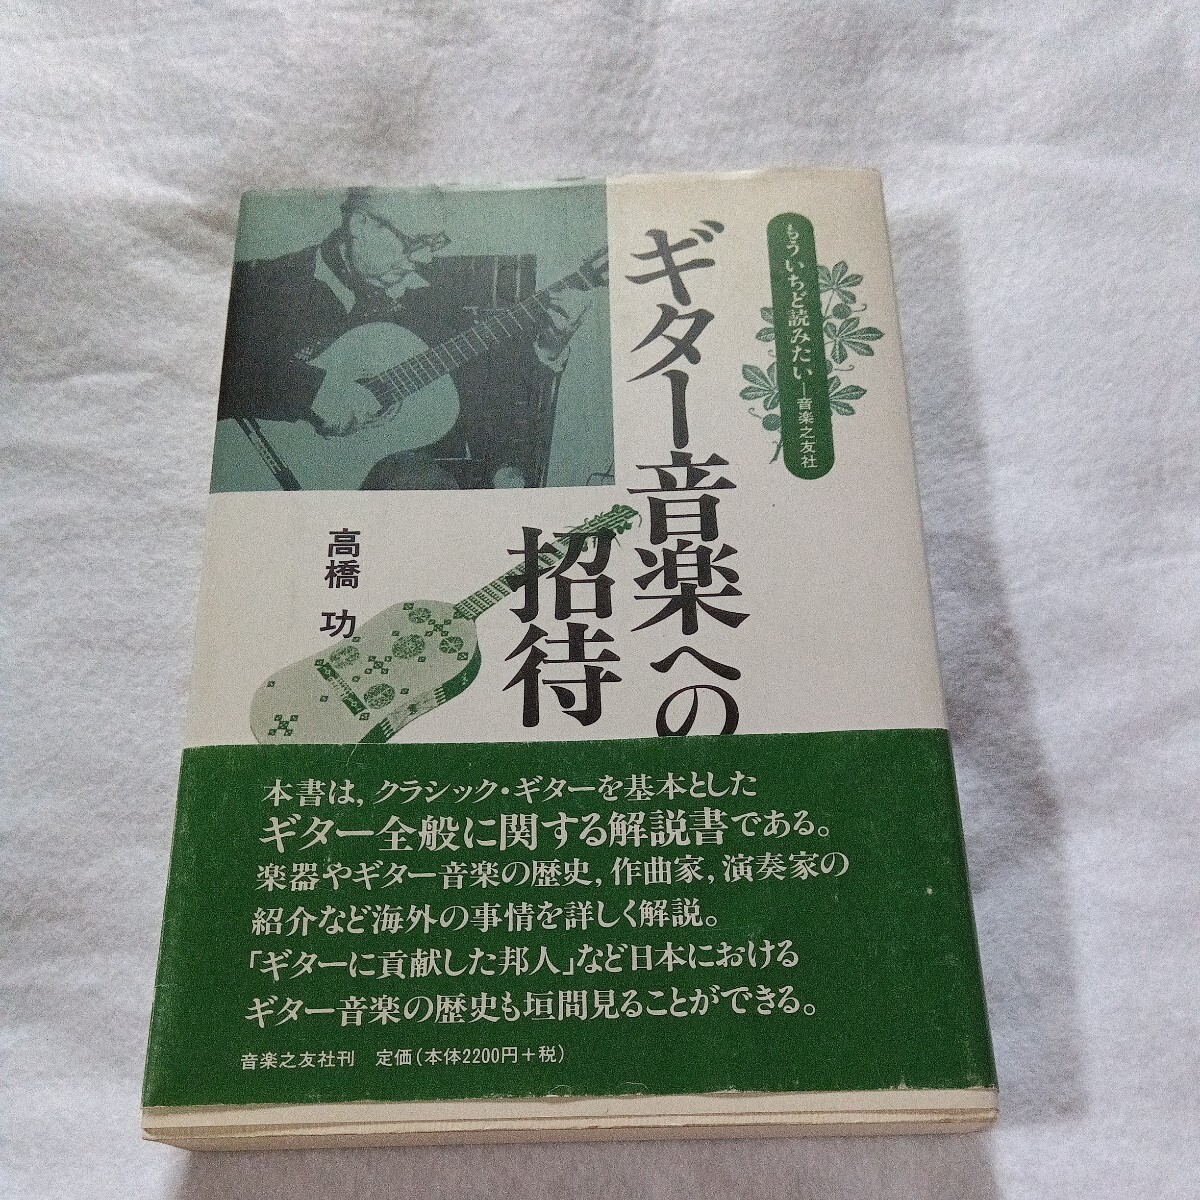 もういちど読みたい―音楽之友社
ギター音楽への
招待
高橋 功
本書は,クラシック・ギターを基本とした
ギター全般に関する解説書である。
楽器やギター音楽の歴史,作曲家,演奏家の
紹介など海外の事情を詳しく解説。
「ギターに貢献した邦人」など日本における
ギター音楽の歴史も垣間見ることができる。
音楽之友社刊 定価(本体2200円+税)